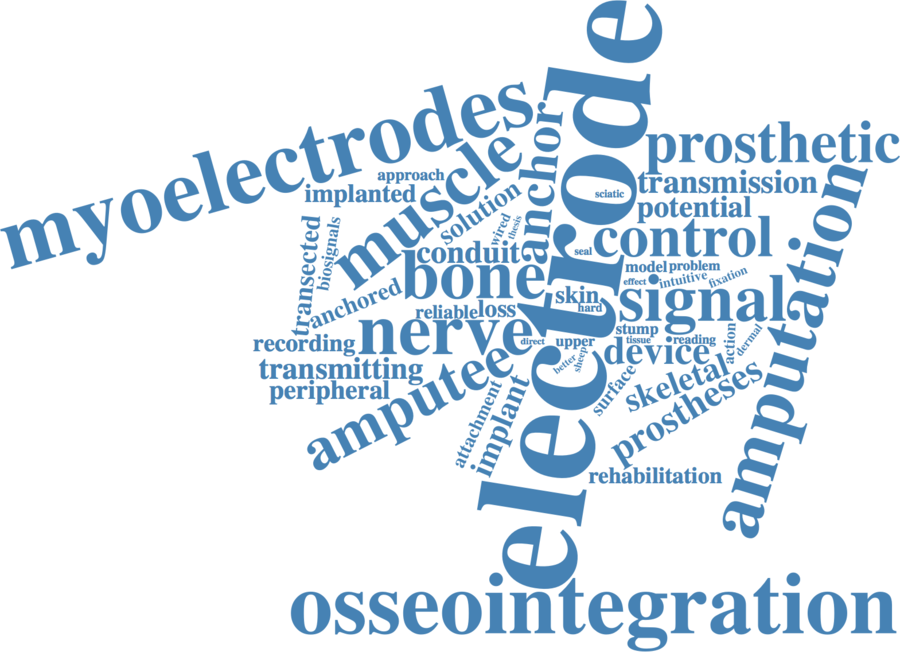 electrode
myoelectrodes
muscle
anchor
prosthetic
approach
implanted
solution
sciatic
transmission
potential
amputation
transected
biosignals
wired
thesis
conduit
control
seal
bone
model
problem
effect
intuitive
fixation
anchored
skin
hard
signal
reliable
loss
nerve
recording
direct
upper
stump
tissue
reading
action
dermal
device
better
sheep
transmitting
peripheral
amputee
surface
skeletal
prostheses
attachment
implant
rehabilitation
osseointegration